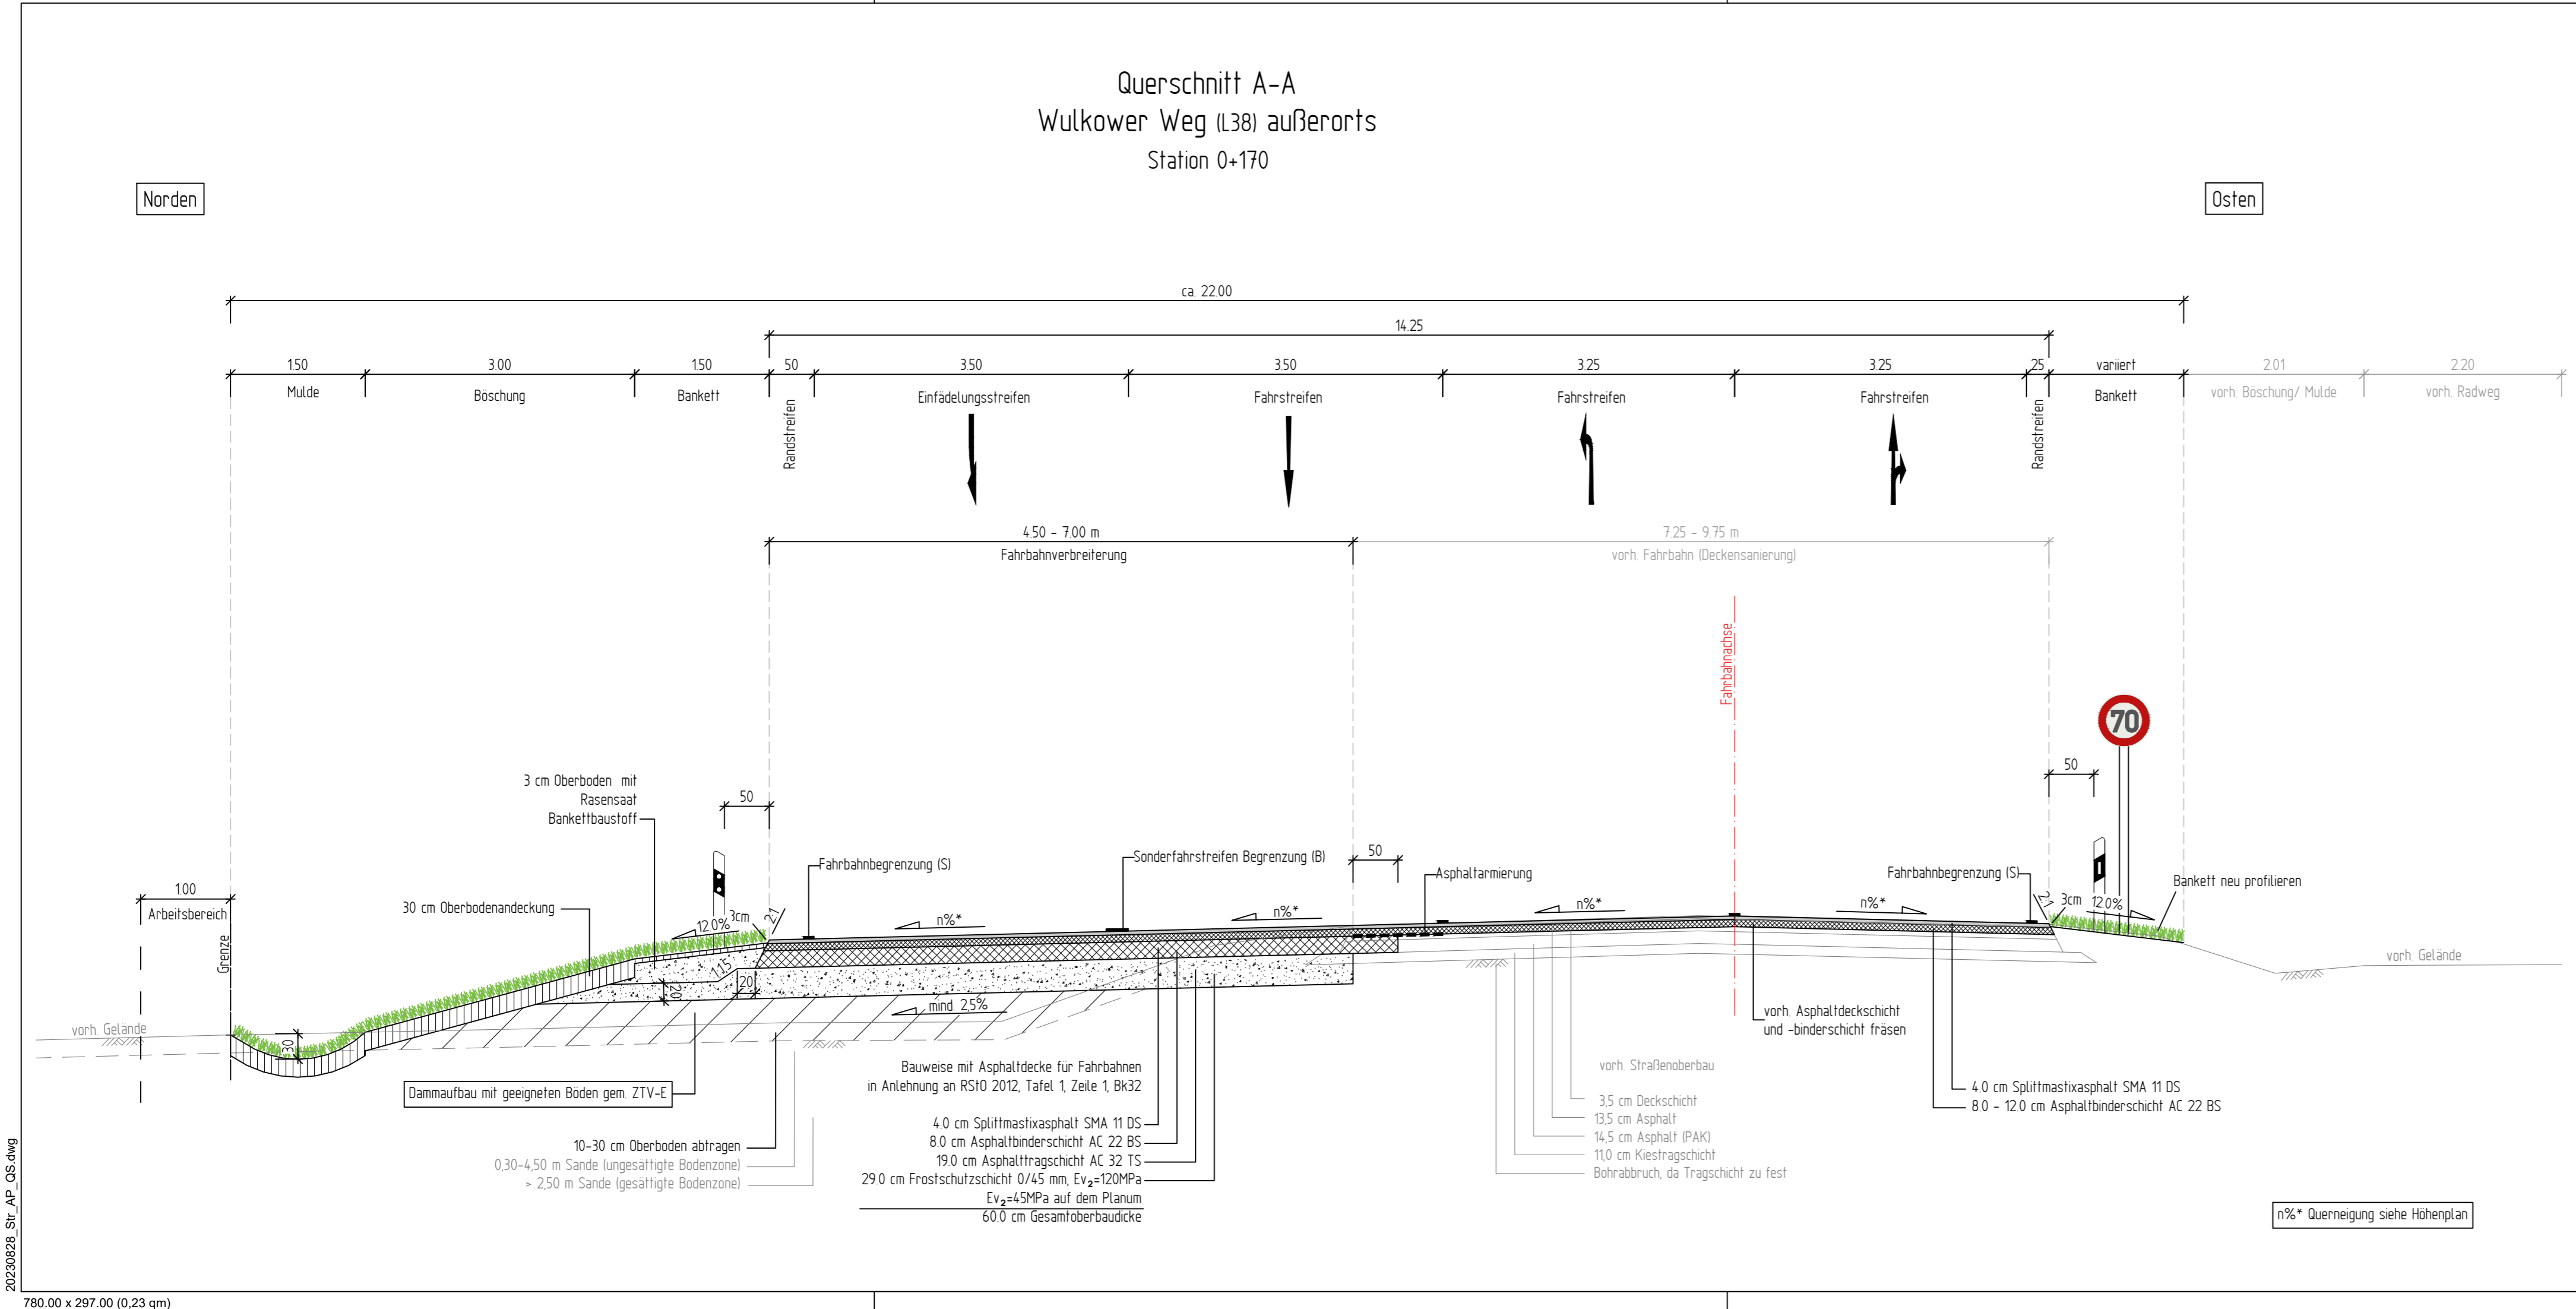 Querschnitt A-A
Wulkower Weg (L38) außerorts
Station 0+170
Norden
Osten
ca. 22.00
14.25
1.50
3.00
1.50
50
3.50
3.50
3.25
3.25
25
variiert
2.01
2.20
Mulde
Böschung
Bankett
Randstreifen
Einfädelungsstreifen
Fahrstreifen
Fahrstreifen
Fahrstreifen
Randstreifen
Bankett
vorh. Böschung/ Mulde
vorh. Radweg
4.50 - 7.00 m
Fahrbahnverbreiterung
7.25 - 9.75 m
vorh. Fahrbahn (Deckensanierung)
Fahrbahnachse
70
50
3 cm Oberboden mit
Rasensaat
Bankettbaustoff
50
Fahrbahnbegrenzung (S)
Sonderfahrstreifen Begrenzung (B)
50
Asphaltarmierung
Fahrbahnbegrenzung (S)
Bankett neu profilieren
1.00
Arbeitsbereich
Grenze
30 cm Oberbodenandeckung
12.0%
3cm
2:1
n%*
n%*
n%*
n%*
2:1
3cm
12.0%
1:1,5
20
20
mind. 2,5%
vorh. Gelände
30
vorh. Gelände
vorh. Asphaltdeckschicht
und -binderschicht fräsen
Dammaufbau mit geeigneten Böden gem. ZTV-E
10-30 cm Oberboden abtragen
0,30-4,50 m Sande (ungesättigte Bodenzone)
> 2,50 m Sande (gesättigte Bodenzone)
Bauweise mit Asphaltdecke für Fahrbahnen
in Anlehnung an RStO 2012, Tafel 1, Zeile 1, Bk32
4.0 cm Splittmastixasphalt SMA 11 DS
8.0 cm Asphaltbinderschicht AC 22 BS
19.0 cm Asphalttragschicht AC 32 TS
29.0 cm Frostschutzschicht 0/45 mm, Ev₂=120MPa
Ev₂=45MPa auf dem Planum
60.0 cm Gesamtoberbaudicke
vorh. Straßenoberbau
3,5 cm Deckschicht
13,5 cm Asphalt
14,5 cm Asphalt (PAK)
11,0 cm Kiestragschicht
Bohrabbruch, da Tragschicht zu fest
4.0 cm Splittmastixasphalt SMA 11 DS
8.0 - 12.0 cm Asphaltbinderschicht AC 22 BS
n%* Querneigung siehe Höhenplan
20230828_Str_AP_QS.dwg
780.00 x 297.00 (0,23 qm)